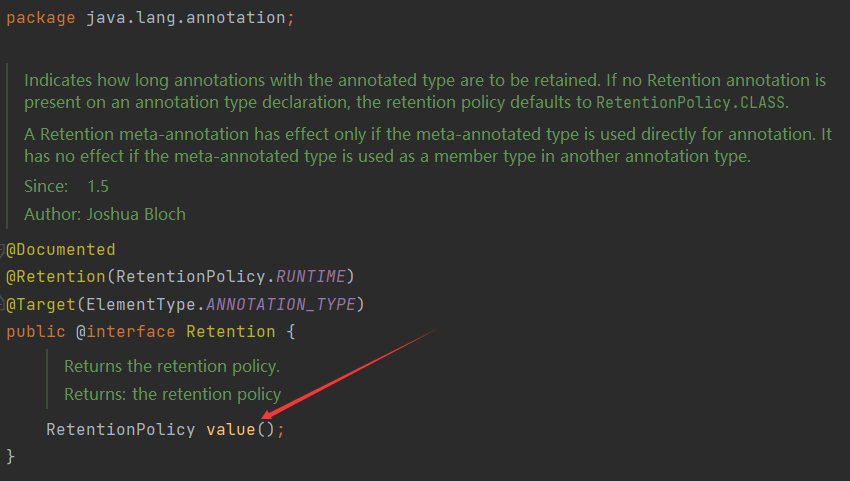 package java.lang.annotation;
Indicates how long annotations with the annotated type are to be retained. If no Retention annotation is
present on an annotation type declaration, the retention policy defaults to RetentionPolicy.CLASS.
A Retention meta-annotation has effect only if the meta-annotated type is used directly for annotation. It
has no effect if the meta-annotated type is used as a member type in another annotation type.
Since: 1.5
Author: Joshua Bloch
@Documented
@Retention(RetentionPolicy.RUNTIME)
@Target(ElementType.ANNOTATION_TYPE)
public @interface Retention {
Returns the retention policy.
Returns: the retention policy
RetentionPolicy value();
}